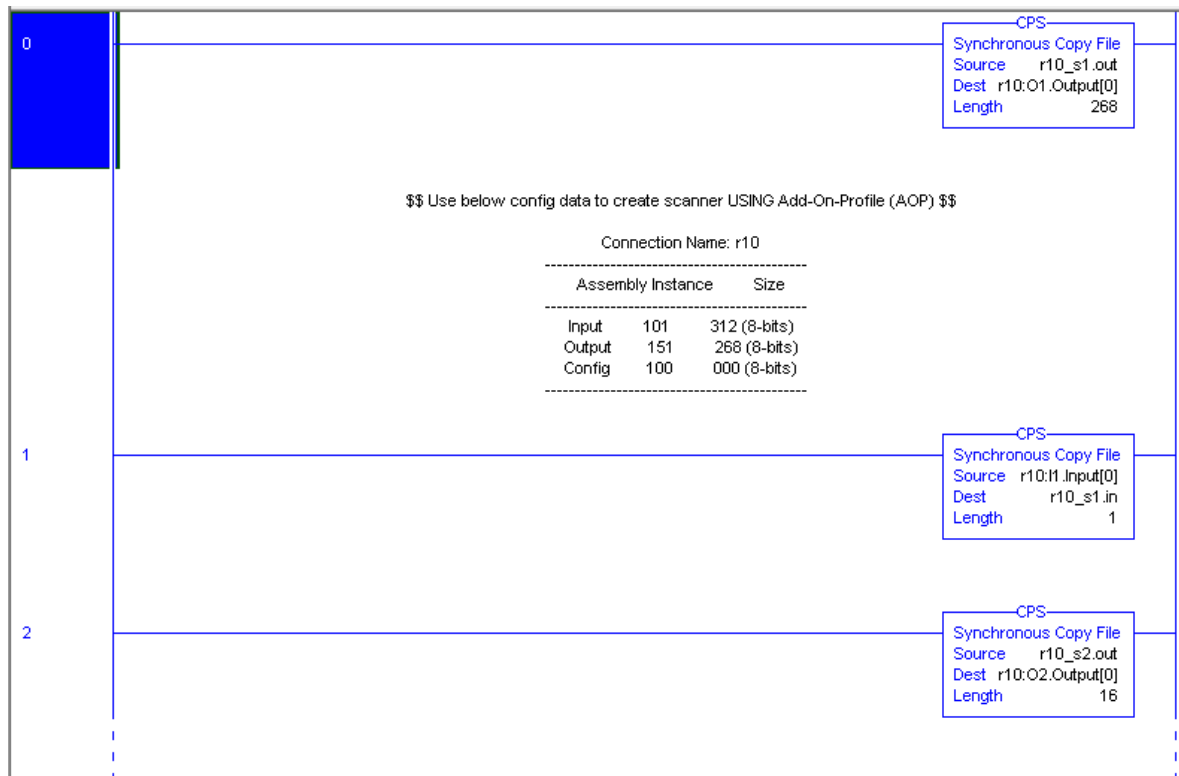 0
CPS
Synchronous Copy File
Source r10_s1.out
Dest r10:O1.Output[0]
Length 268
$$ Use below config data to create scanner USING Add-On-Profile (AOP) $$
Connection Name: r10
--------------------------------------------
Assembly Instance Size
--------------------------------------------
Input 101 312 (8-bits)
Output 151 268 (8-bits)
Config 100 000 (8-bits)
--------------------------------------------
1
CPS
Synchronous Copy File
Source r10:I1.Input[0]
Dest r10_s1.in
Length 1
2
CPS
Synchronous Copy File
Source r10_s2.out
Dest r10:O2.Output[0]
Length 16